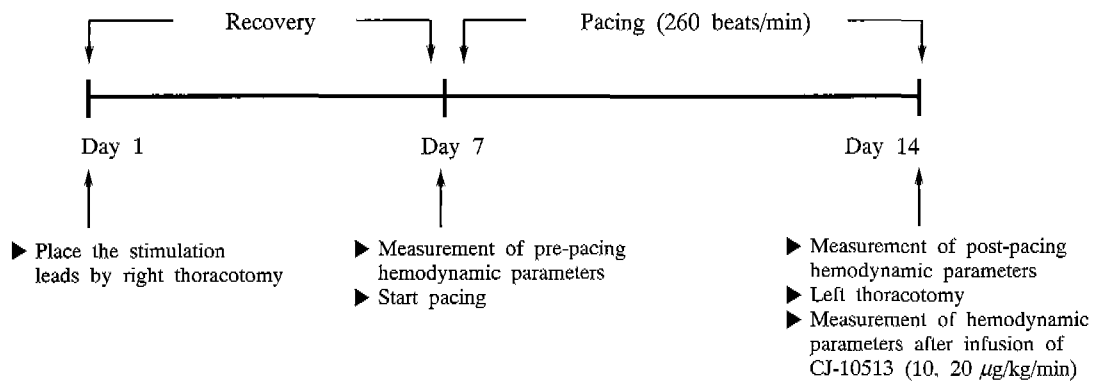 Recovery
Pacing (260 beats/min)
Day 1
Day 7
Day 14
▶ Place the stimulation
leads by right thoracotomy
▶ Measurement of pre-pacing
hemodynamic parameters
▶ Start pacing
▶ Measurement of post-pacing
hemodynamic parameters
▶ Left thoracotomy
▶ Measurement of hemodynamic
parameters after infusion of
CJ-10513 (10, 20 μg/kg/min)